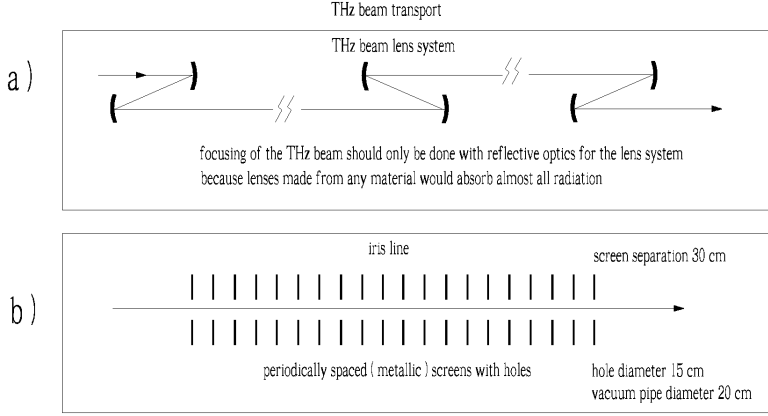 THz beam transport
a)
THz beam lens system
focusing of the THz beam should only be done with reflective optics for the lens system
because lenses made from any material would absorb almost all radiation
b)
iris line
screen separation 30 cm
periodically spaced ( metallic ) screens with holes
hole diameter 15 cm
vacuum pipe diameter 20 cm